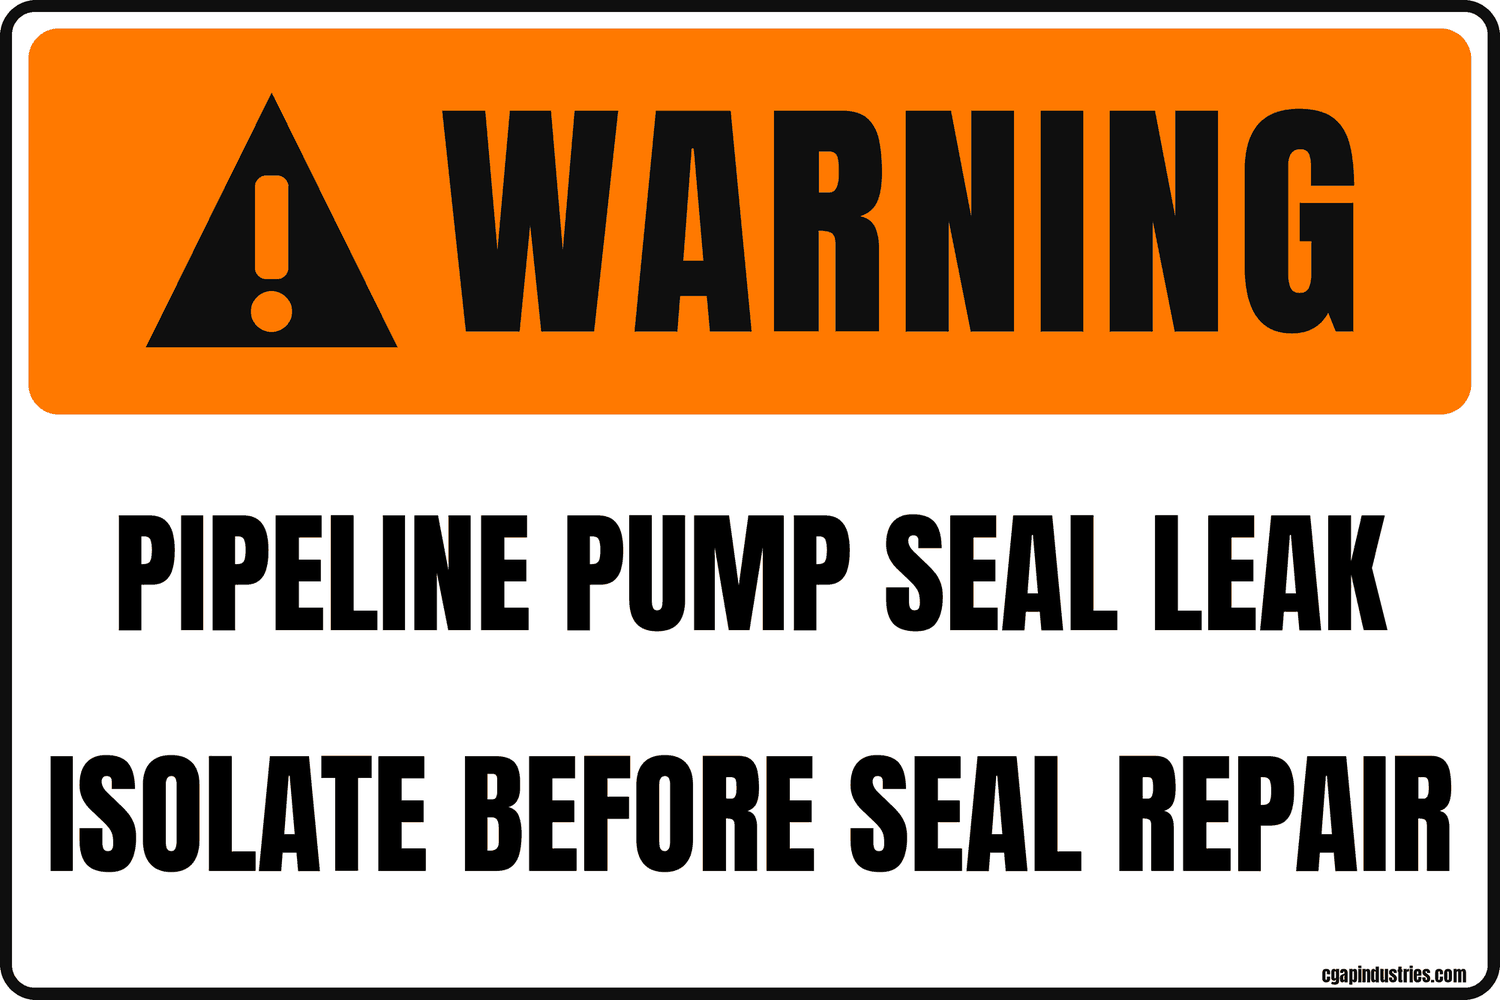 WARNING
PIPELINE PUMP SEAL LEAK
ISOLATE BEFORE SEAL REPAIR
cgapindustries.com